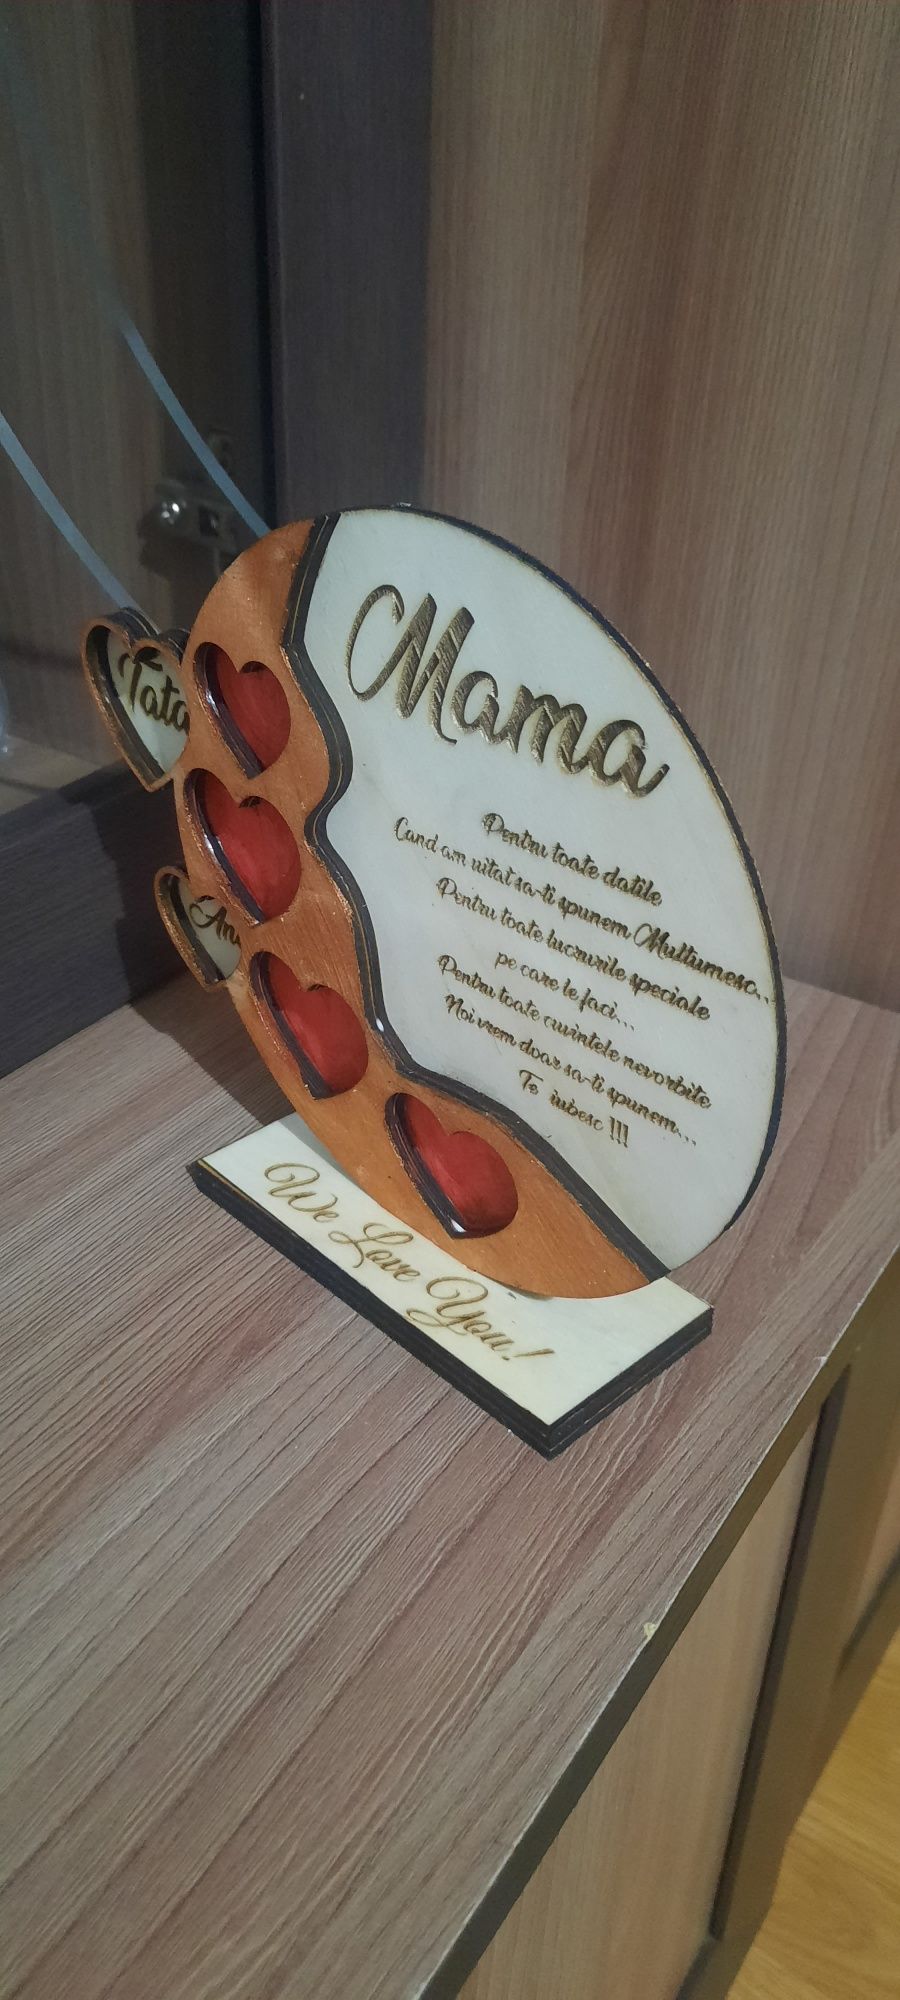 Mama
Pentru toate datile
Cand am uitat sa-ti spunem Multumesc..
Pentru toate lucrurile speciale
pe care le faci...
Pentru toate cuvintele nevorbite
Noi vrem doar sa-ti spunem...
Te iubesc !!!
Tata
We Love You!